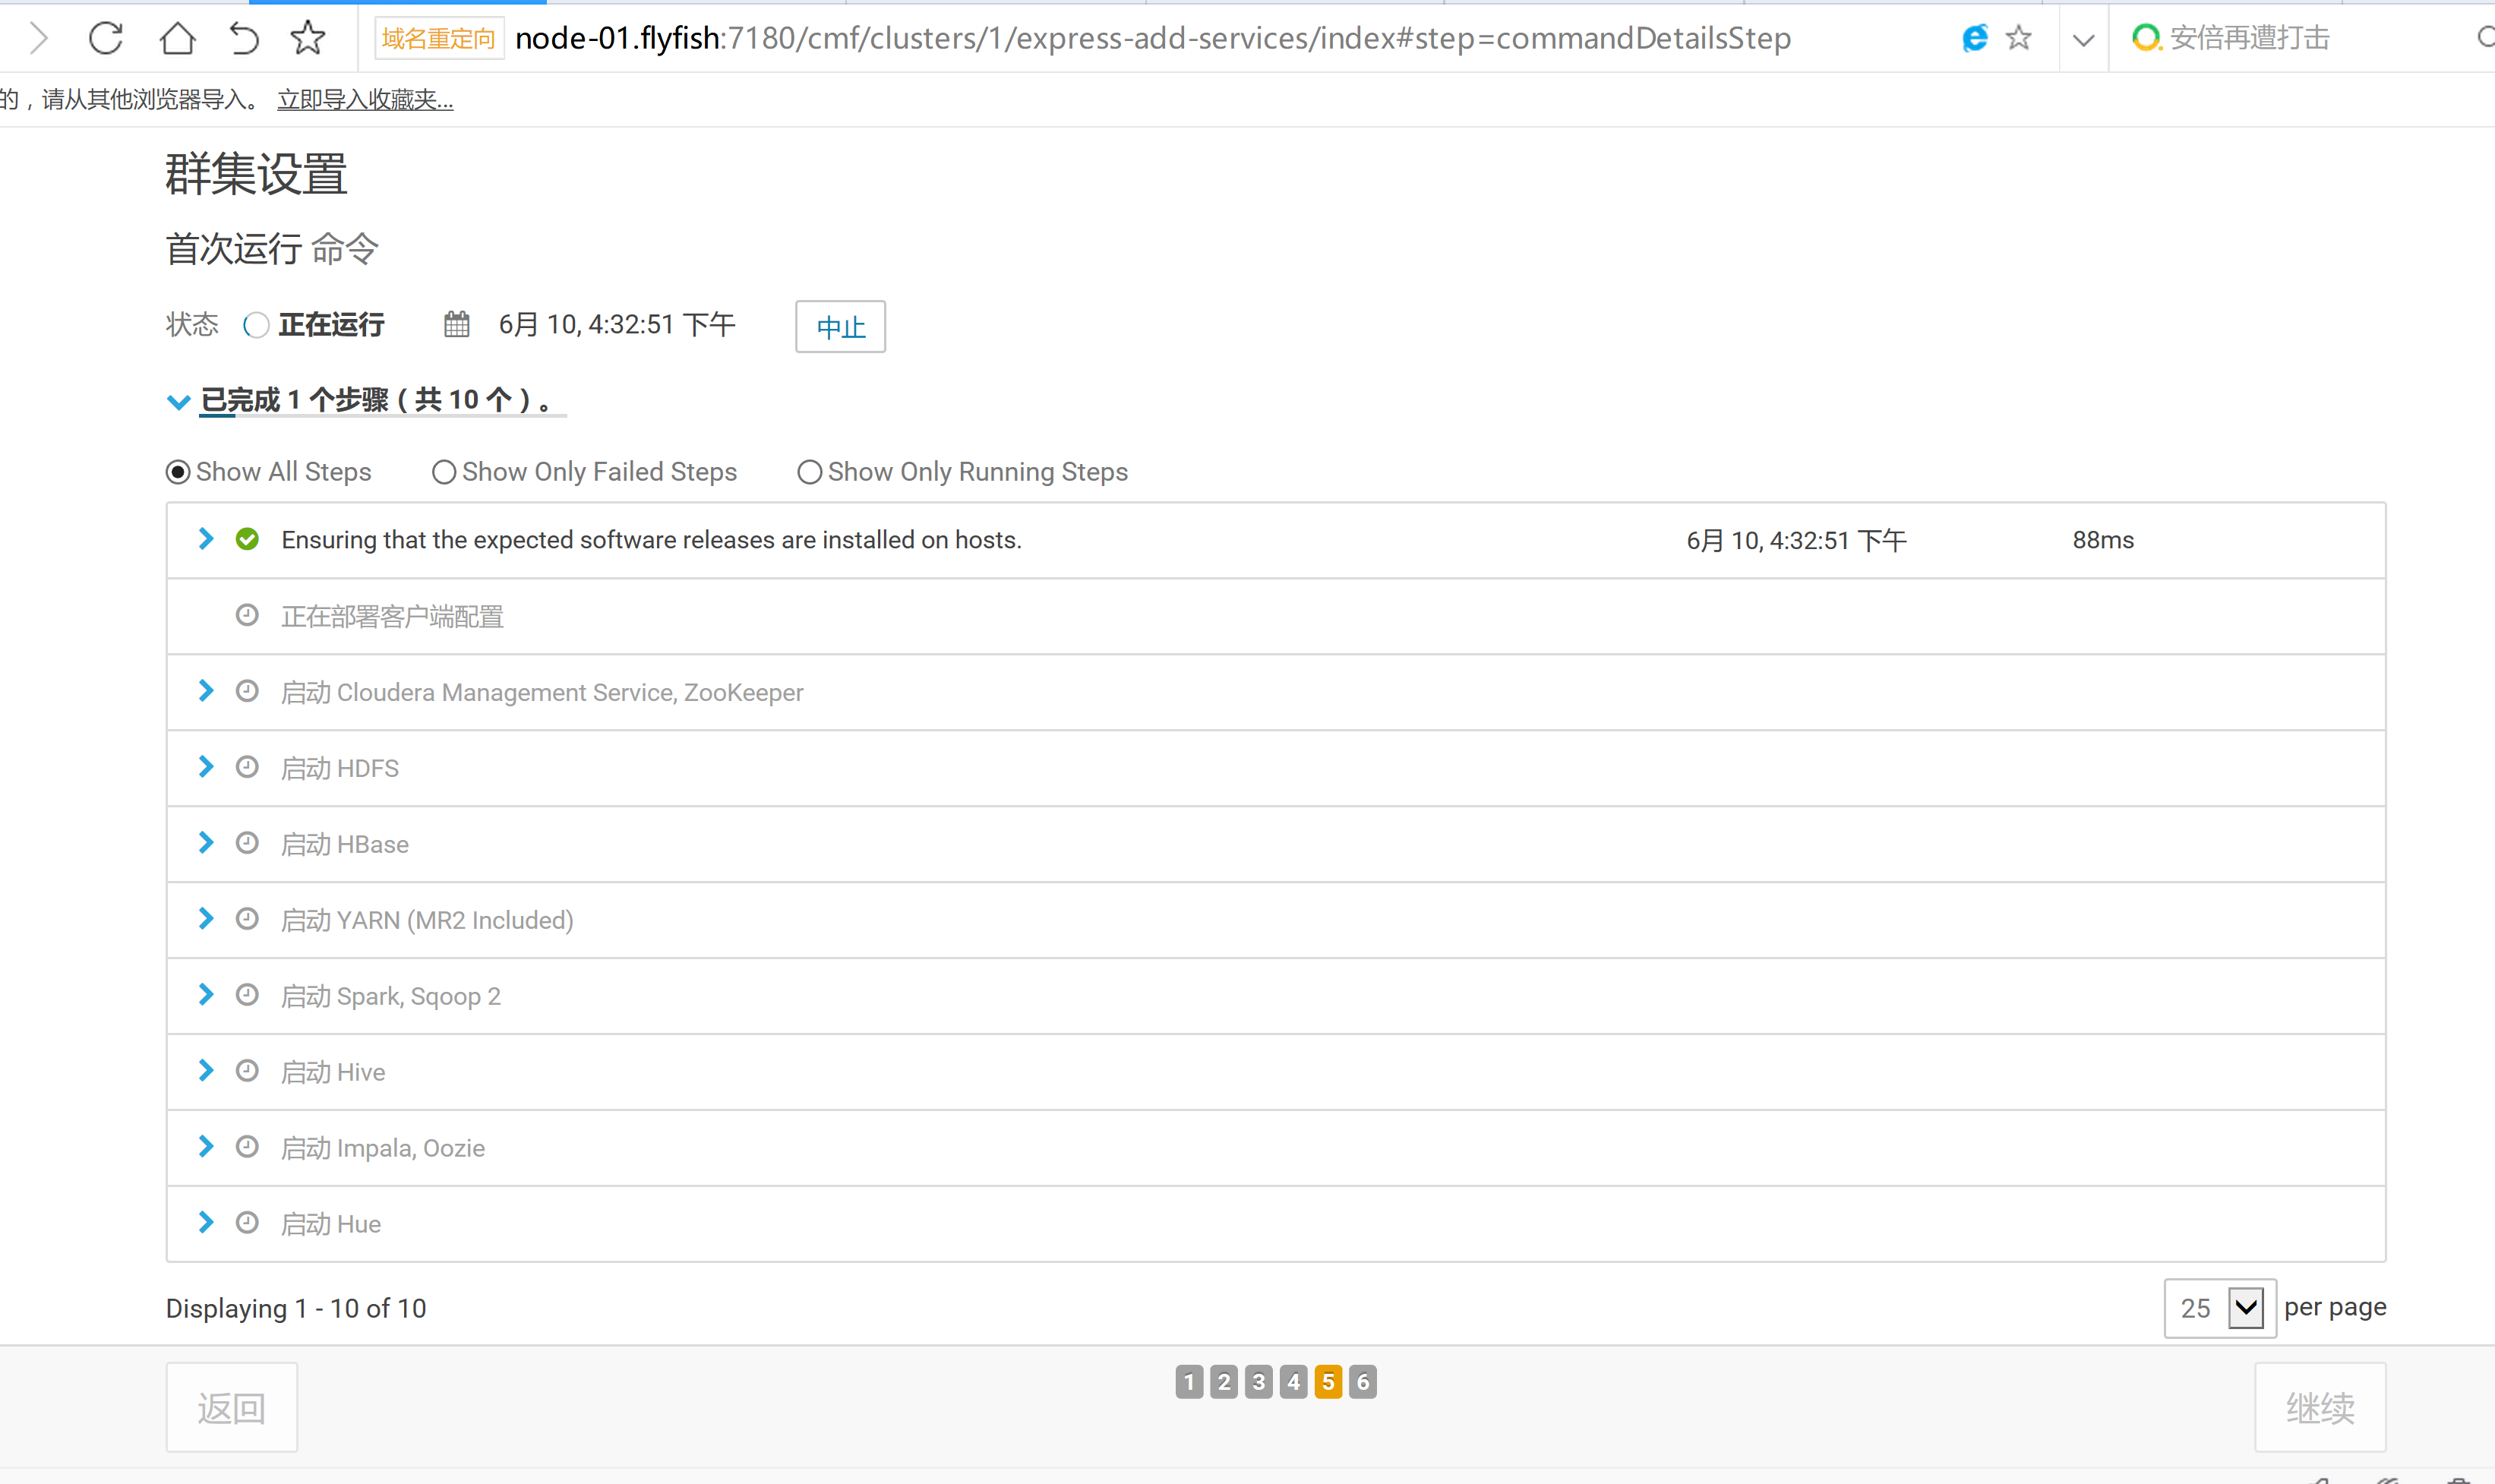 域名重定向 node-01.flyfish:7180/cmf/clusters/1/express-add-services/index#step=commandDetailsStep 安倍再遭打击
的，请从其他浏览器导入。 立即导入收藏夹...
群集设置
首次运行 命令
状态 正在运行 6月 10, 4:32:51 下午 中止
已完成 1 个步骤（共 10 个）。
Show All Steps Show Only Failed Steps Show Only Running Steps
Ensuring that the expected software releases are installed on hosts. 6月 10, 4:32:51 下午 88ms
正在部署客户端配置
启动 Cloudera Management Service, ZooKeeper
启动 HDFS
启动 HBase
启动 YARN (MR2 Included)
启动 Spark, Sqoop 2
启动 Hive
启动 Impala, Oozie
启动 Hue
Displaying 1 - 10 of 10 25 per page
返回 1 2 3 4 5 6 继续